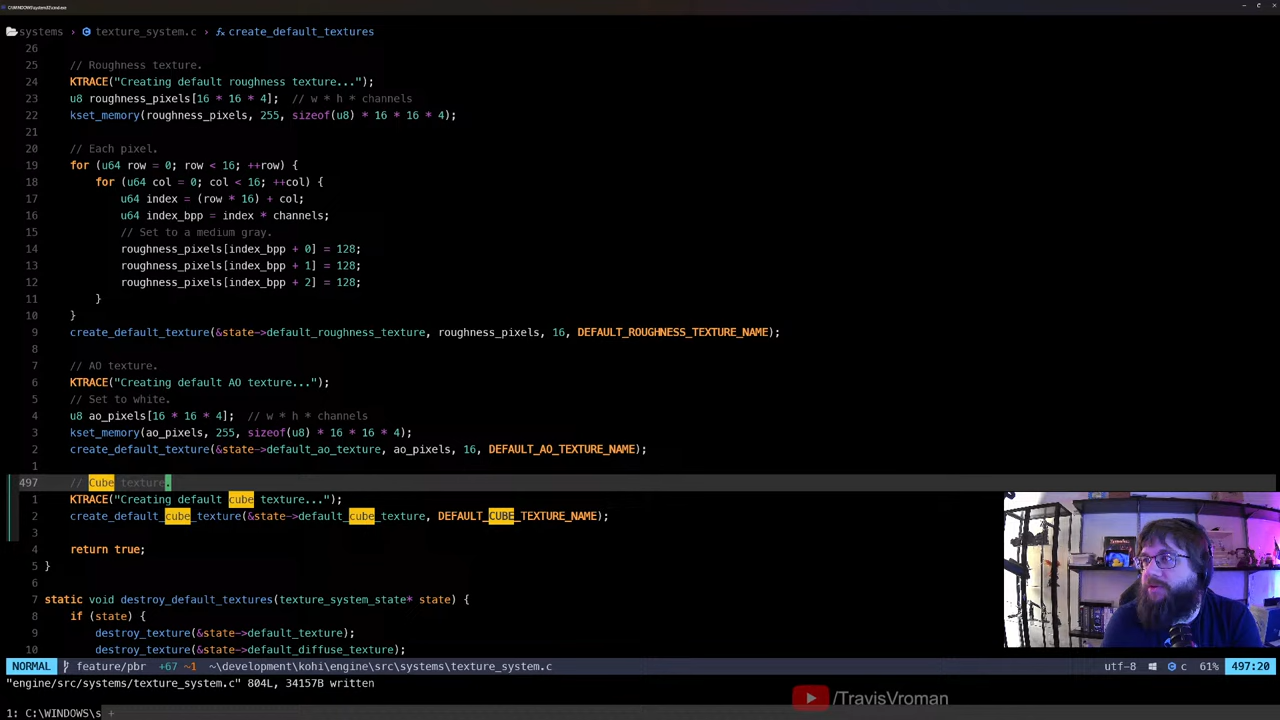 C:\WINDOWS\system32\cmd.exe
systems > texture_system.c > create_default_textures
26
25 // Roughness texture.
24 KTRACE("Creating default roughness texture...");
23 u8 roughness_pixels[16 * 16 * 4];  // w * h * channels
22 kset_memory(roughness_pixels, 255, sizeof(u8) * 16 * 16 * 4);
21
20 // Each pixel.
19 for (u64 row = 0; row < 16; ++row) {
18 for (u64 col = 0; col < 16; ++col) {
17 u64 index = (row * 16) + col;
16 u64 index_bpp = index * channels;
15 // Set to a medium gray.
14 roughness_pixels[index_bpp + 0] = 128;
13 roughness_pixels[index_bpp + 1] = 128;
12 roughness_pixels[index_bpp + 2] = 128;
11 }
10 }
9 create_default_texture(&state->default_roughness_texture, roughness_pixels, 16, DEFAULT_ROUGHNESS_TEXTURE_NAME);
8
7 // AO texture.
6 KTRACE("Creating default AO texture...");
5 // Set to white.
4 u8 ao_pixels[16 * 16 * 4];  // w * h * channels
3 kset_memory(ao_pixels, 255, sizeof(u8) * 16 * 16 * 4);
2 create_default_texture(&state->default_ao_texture, ao_pixels, 16, DEFAULT_AO_TEXTURE_NAME);
1
497 // Cube texture.
1 KTRACE("Creating default cube texture...");
2 create_default_cube_texture(&state->default_cube_texture, DEFAULT_CUBE_TEXTURE_NAME);
3
4 return true;
5 }
6
7 static void destroy_default_textures(texture_system_state* state) {
8 if (state) {
9 destroy_texture(&state->default_texture);
10 destroy_texture(&state->default_diffuse_texture);
NORMAL feature/pbr +67 ~1 ~\development\kohi\engine\src\systems\texture_system.c utf-8 c 61% 497:20
"engine/src/systems/texture_system.c" 804L, 34157B written
/TravisVroman
1: C:\WINDOWS\s +